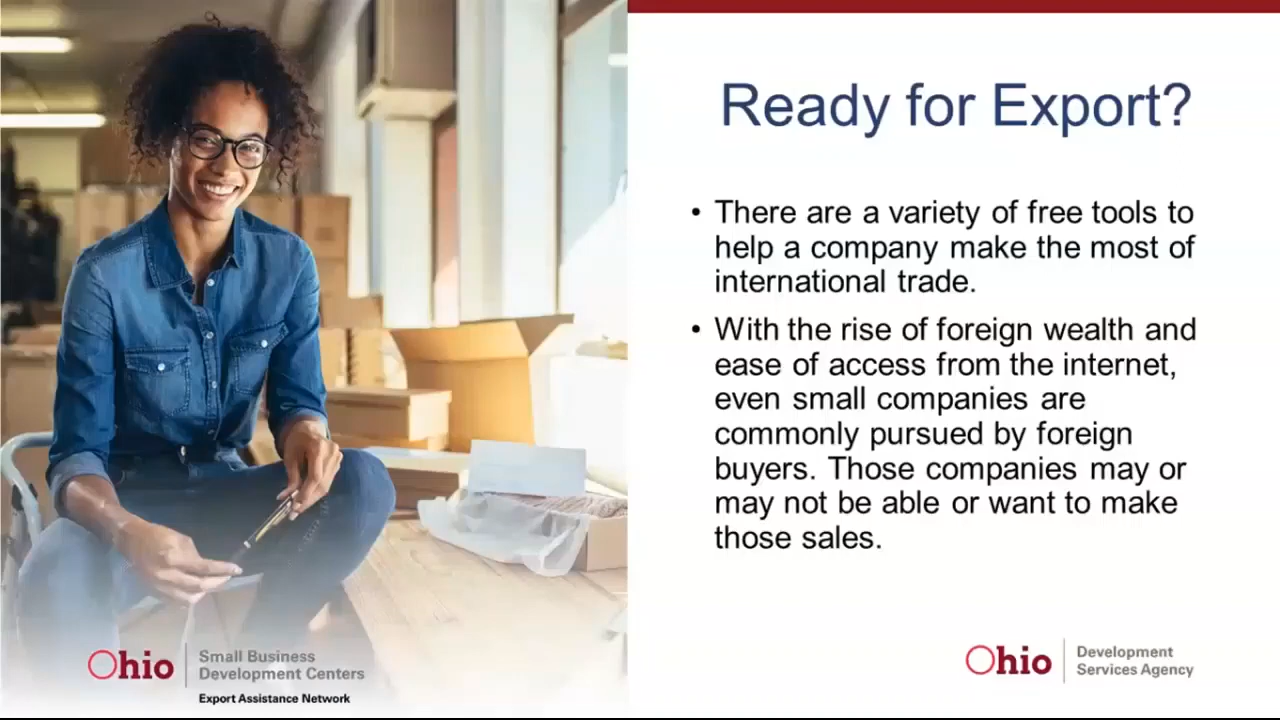 Ready for Export?
• There are a variety of free tools to
help a company make the most of
international trade.
• With the rise of foreign wealth and
ease of access from the internet,
even small companies are
commonly pursued by foreign
buyers. Those companies may or
may not be able or want to make
those sales.
Ohio
Small Business
Development Centers
Export Assistance Network
Ohio
Development
Services Agency